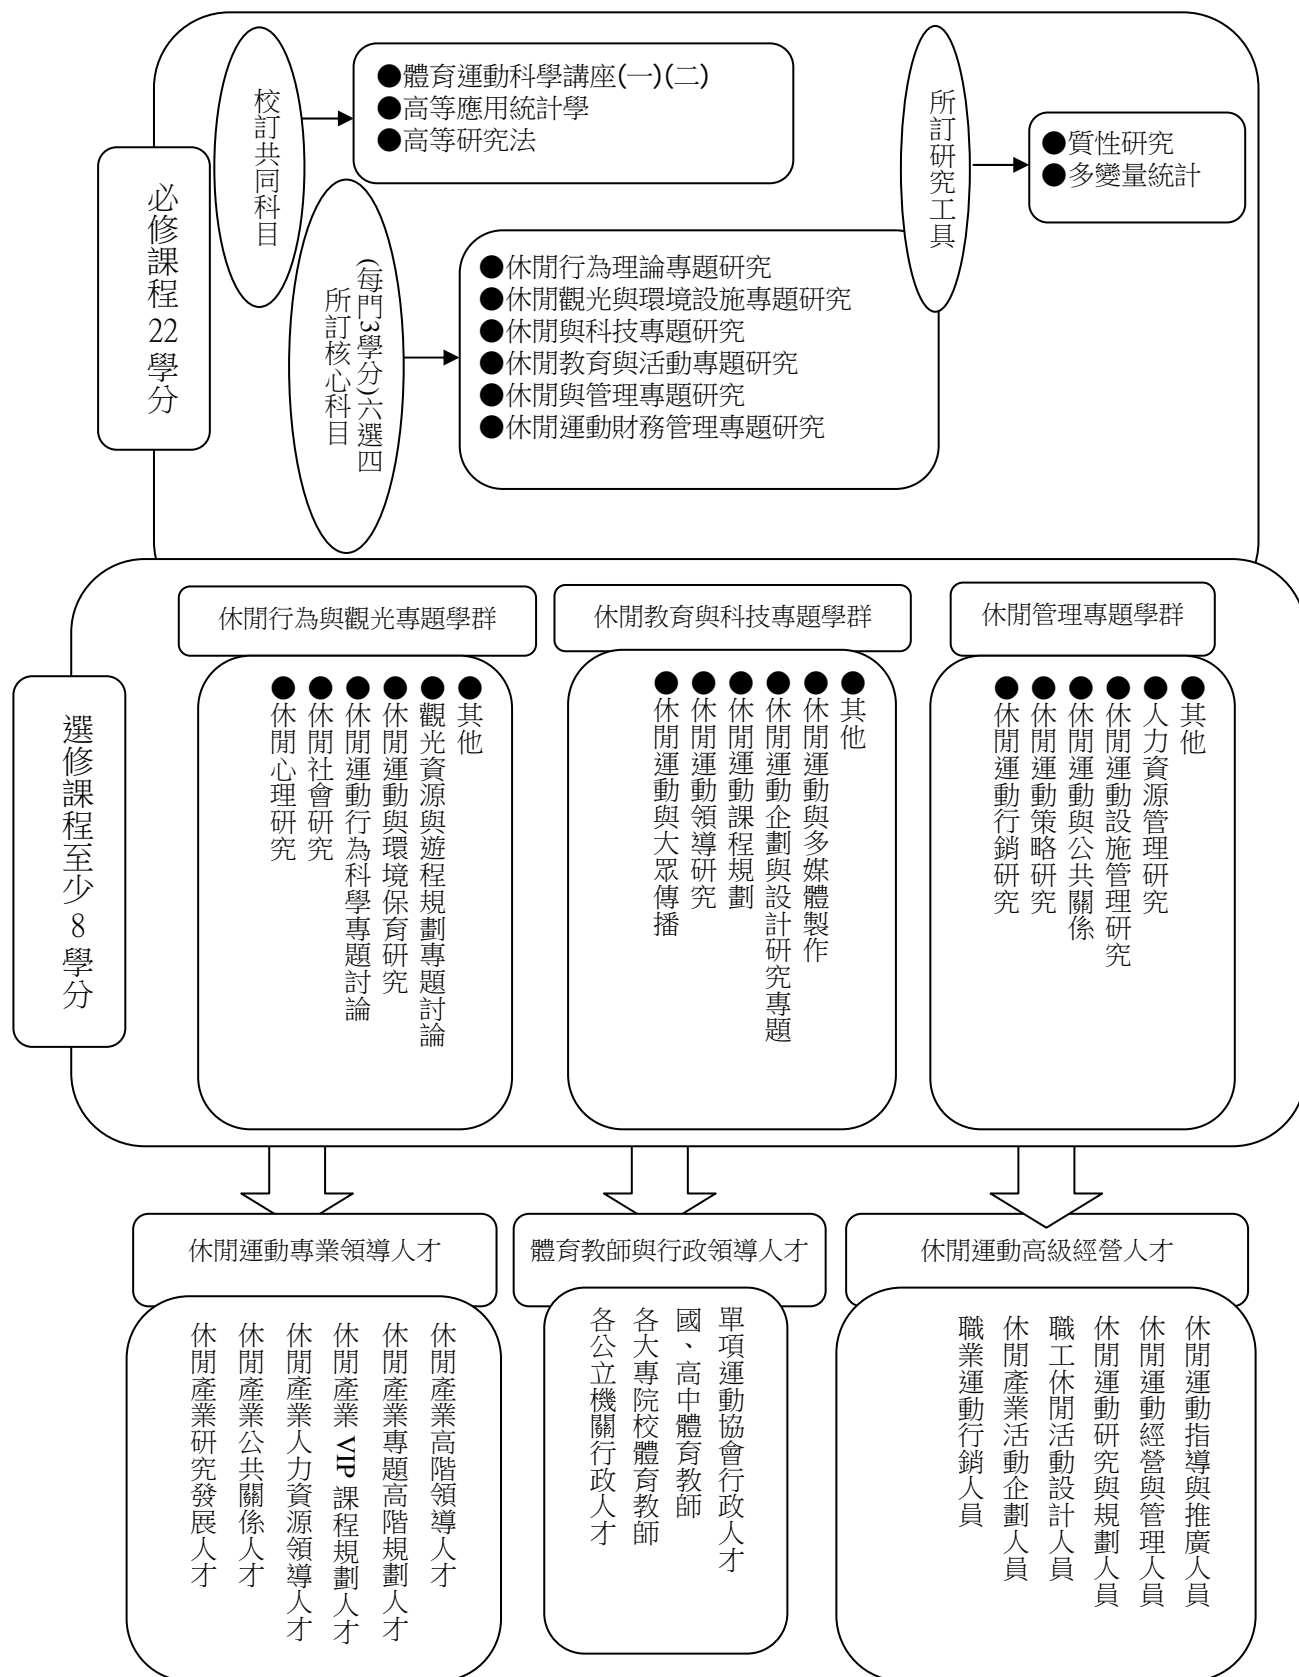 必修課程22學分
校訂共同科目
●體育運動科學講座(一)(二)
●高等應用統計學
●高等研究法
所訂研究工具
●質性研究
●多變量統計
(每門3學分)六選四
所訂核心科目
●休閒行為理論專題研究
●休閒觀光與環境設施專題研究
●休閒與科技專題研究
●休閒教育與活動專題研究
●休閒與管理專題研究
●休閒運動財務管理專題研究
選修課程至少8學分
休閒行為與觀光專題學群
●其他
●觀光資源與遊程規劃專題討論
●休閒運動與環境保育研究
●休閒運動行為科學專題討論
●休閒社會研究
●休閒心理研究
休閒教育與科技專題學群
●其他
●休閒運動與多媒體製作
●休閒運動企劃與設計研究專題
●休閒運動課程規劃
●休閒運動領導研究
●休閒運動與大眾傳播
休閒管理專題學群
●其他
●人力資源管理研究
●休閒運動設施管理研究
●休閒運動與公共關係
●休閒運動策略研究
●休閒運動行銷研究
休閒運動專業領導人才
休閒產業高階領導人才
休閒產業專題高階規劃人才
休閒產業 VIP 課程規劃人才
休閒產業人力資源領導人才
休閒產業公共關係人才
休閒產業研究發展人才
體育教師與行政領導人才
單項運動協會行政人才
國、高中體育教師
各大專院校體育教師
各公立機關行政人才
休閒運動高級經營人才
休閒運動指導與推廣人員
休閒運動經營與管理人員
休閒運動研究與規劃人員
職工休閒活動設計人員
休閒產業活動企劃人員
職業運動行銷人員